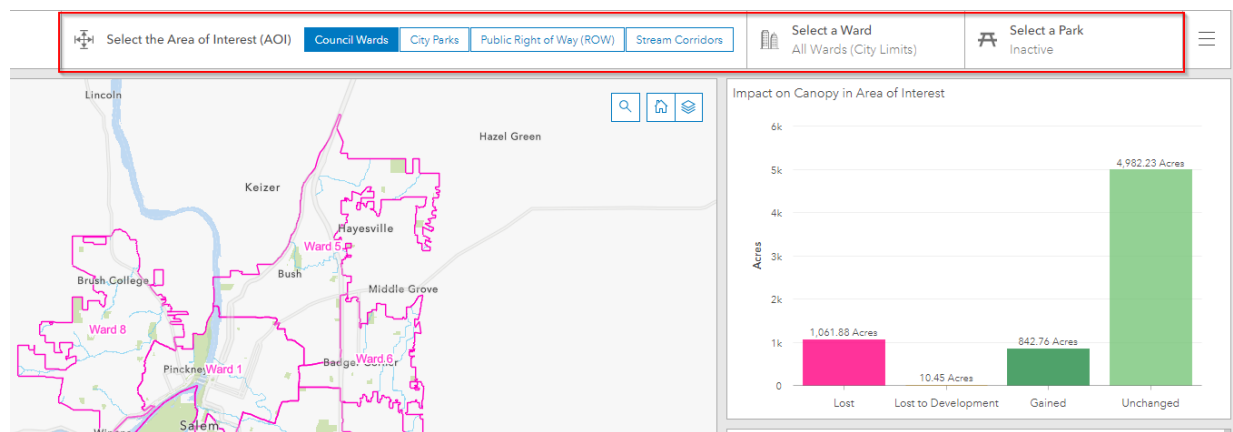 Select the Area of Interest (AOI)
Council Wards
City Parks
Public Right of Way (ROW)
Stream Corridors
Select a Ward
All Wards (City Limits)
Select a Park
Inactive
Lincoln
Hazel Green
Keizer
Hayesville
Ward 5
Bush
Brush College
Middle Grove
Ward 8
Ward 6
Pinckney
Ward 1
Salem
Impact on Canopy in Area of Interest
6k
5k
4k
3k
2k
1k
0
Acres
1,061.88 Acres
10.45 Acres
842.76 Acres
4,982.23 Acres
Lost
Lost to Development
Gained
Unchanged